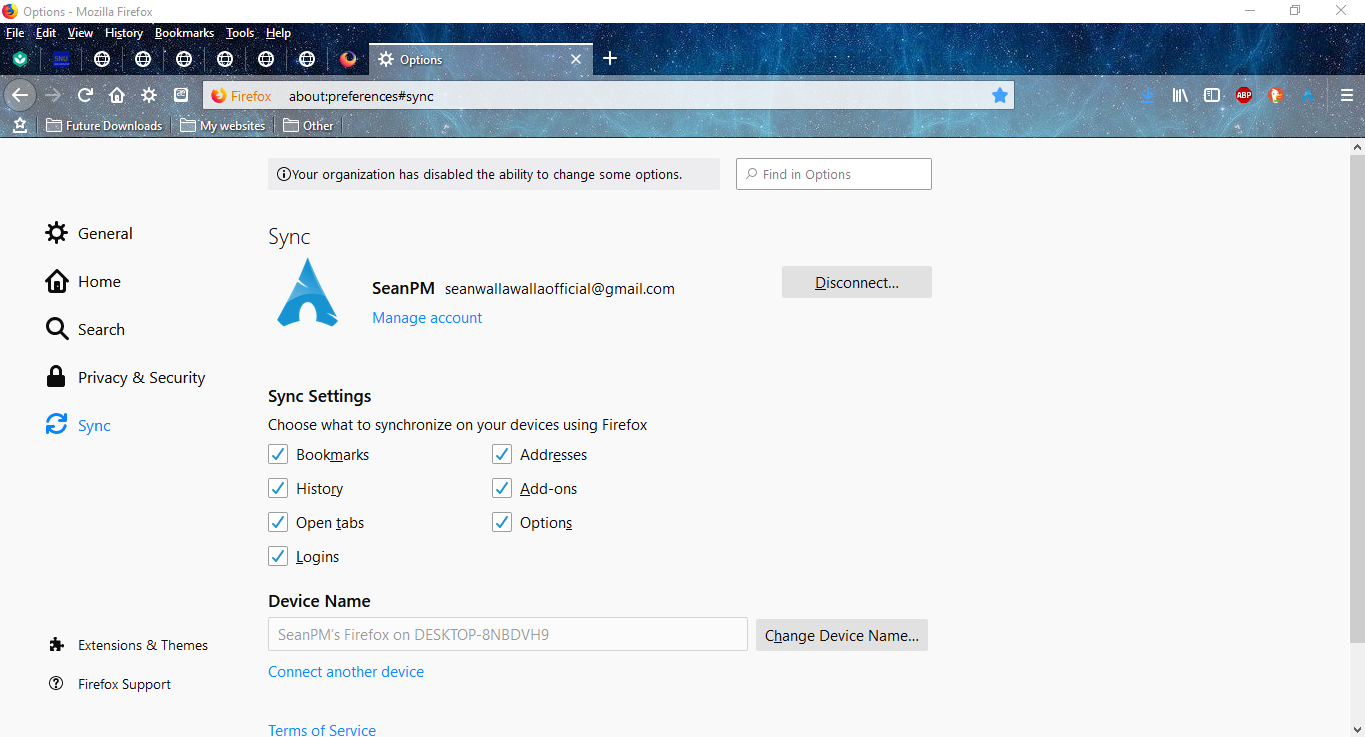 Options - Mozilla Firefox
File Edit View History Bookmarks Tools Help
SNU Options
Firefox about:preferences#sync ABP
Future Downloads My websites Other
Your organization has disabled the ability to change some options. Find in Options
General
Home
Search
Privacy & Security
Sync
Extensions & Themes
Firefox Support
Sync
SeanPM seanwallawallaofficial@gmail.com Disconnect...
Manage account
Sync Settings
Choose what to synchronize on your devices using Firefox
Bookmarks Addresses
History Add-ons
Open tabs Options
Logins
Device Name
SeanPM's Firefox on DESKTOP-8NBDVH9 Change Device Name...
Connect another device
Terms of Service